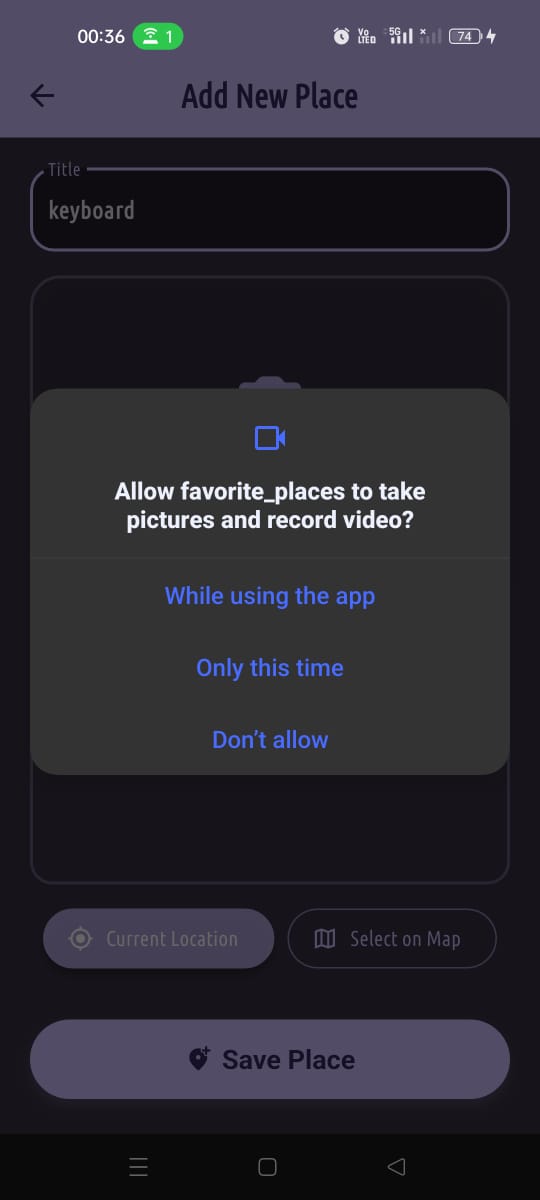 00:36 1 Vo LTE 5G 74
Add New Place
Title
keyboard
Allow favorite_places to take
pictures and record video?
While using the app
Only this time
Don’t allow
Current Location Select on Map
Save Place